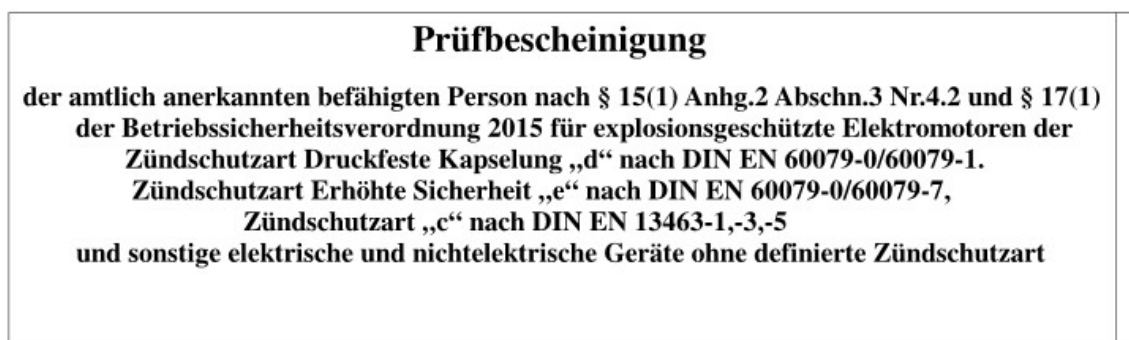 Prüfbescheinigung
der amtlich anerkannten befähigten Person nach § 15(1) Anhg.2 Abschn.3 Nr.4.2 und § 17(1)
der Betriebssicherheitsverordnung 2015 für explosionsgeschützte Elektromotoren der
Zündschutzart Druckfeste Kapselung „d“ nach DIN EN 60079-0/60079-1.
Zündschutzart Erhöhte Sicherheit „e“ nach DIN EN 60079-0/60079-7,
Zündschutzart „c“ nach DIN EN 13463-1,-3,-5
und sonstige elektrische und nichtelektrische Geräte ohne definierte Zündschutzart